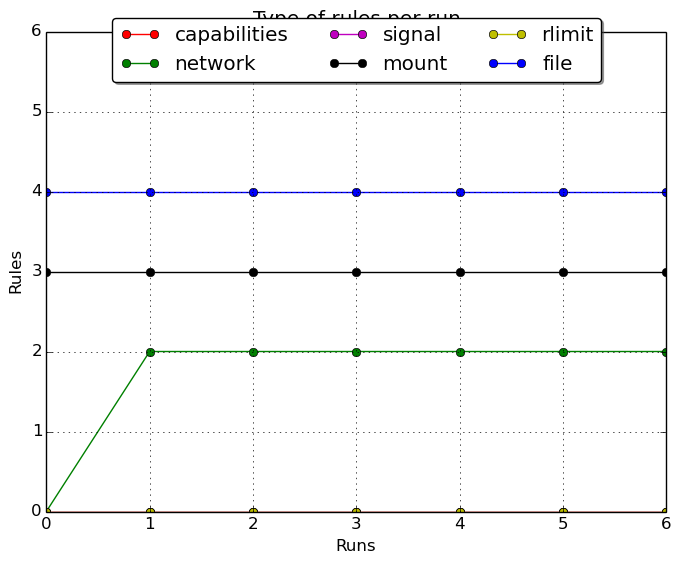 Type of rules per run
capabilities signal rlimit
network mount file
6
5
4
3
2
1
0
Rules
0 1 2 3 4 5 6
Runs